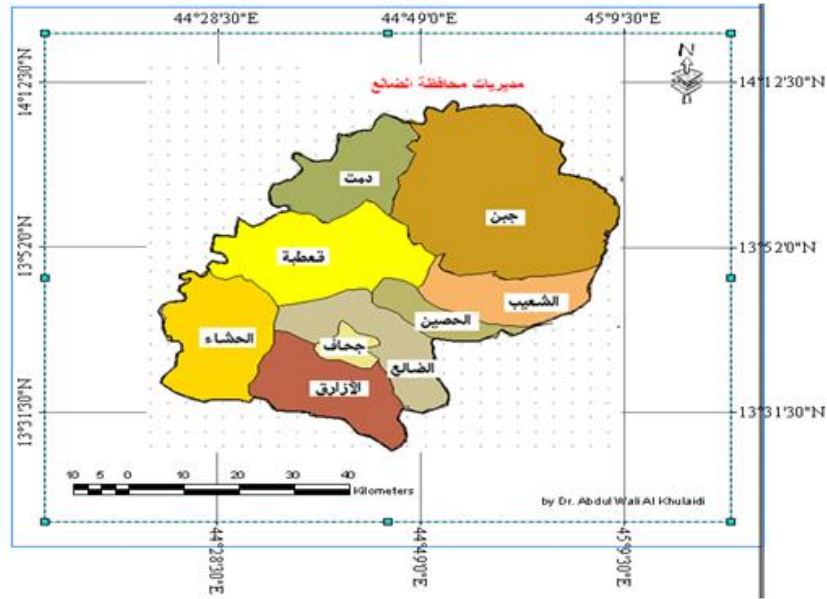 44°28'30"E
44°49'0"E
45°9'30"E
14°12'30"N
14°12'30"N
N
مديريات محافظة الضالع
دمت
جبن
13°52'0"N
13°52'0"N
قعطبة
الشعيب
الحصين
الحشاء
جحاف
الضالع
الأزارق
13°31'30"N
13°31'30"N
10 5 0 10 20 30 40
Kilometers
by Dr. Abdul Wali Al Khulaidi
44°28'30"E
44°49'0"E
45°9'30"E